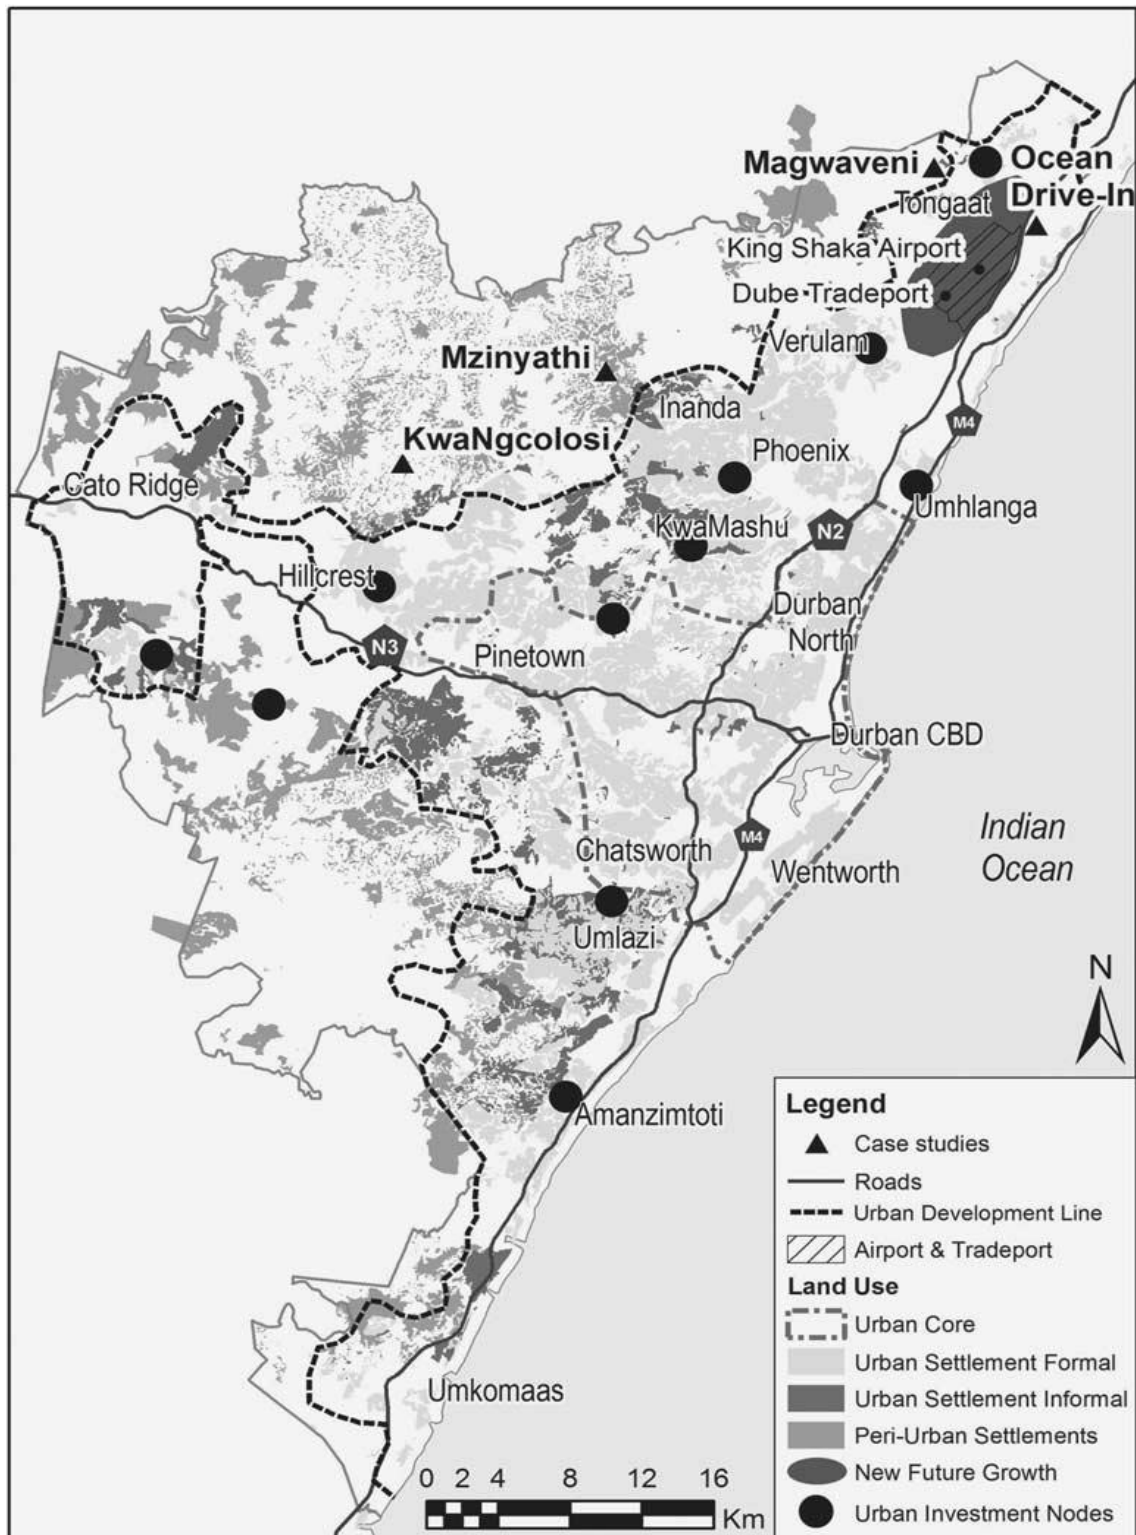 Magwaveni
Ocean
Drive-In
Tongaat
King Shaka Airport
Dube Tradeport
Verulam
Mzinyathi
Inanda
M4
KwaNgcolosi
Phoenix
Cato Ridge
Umhlanga
KwaMashu
N2
Hillcrest
Durban
North
N3
Pinetown
Durban CBD
Indian
Ocean
M4
Chatsworth
Wentworth
Umlazi
N
Amanzimtoti
Umkomaas
Legend
Case studies
Roads
Urban Development Line
Airport & Tradeport
Land Use
Urban Core
Urban Settlement Formal
Urban Settlement Informal
Peri-Urban Settlements
New Future Growth
Urban Investment Nodes
0 2 4 8 12 16
Km